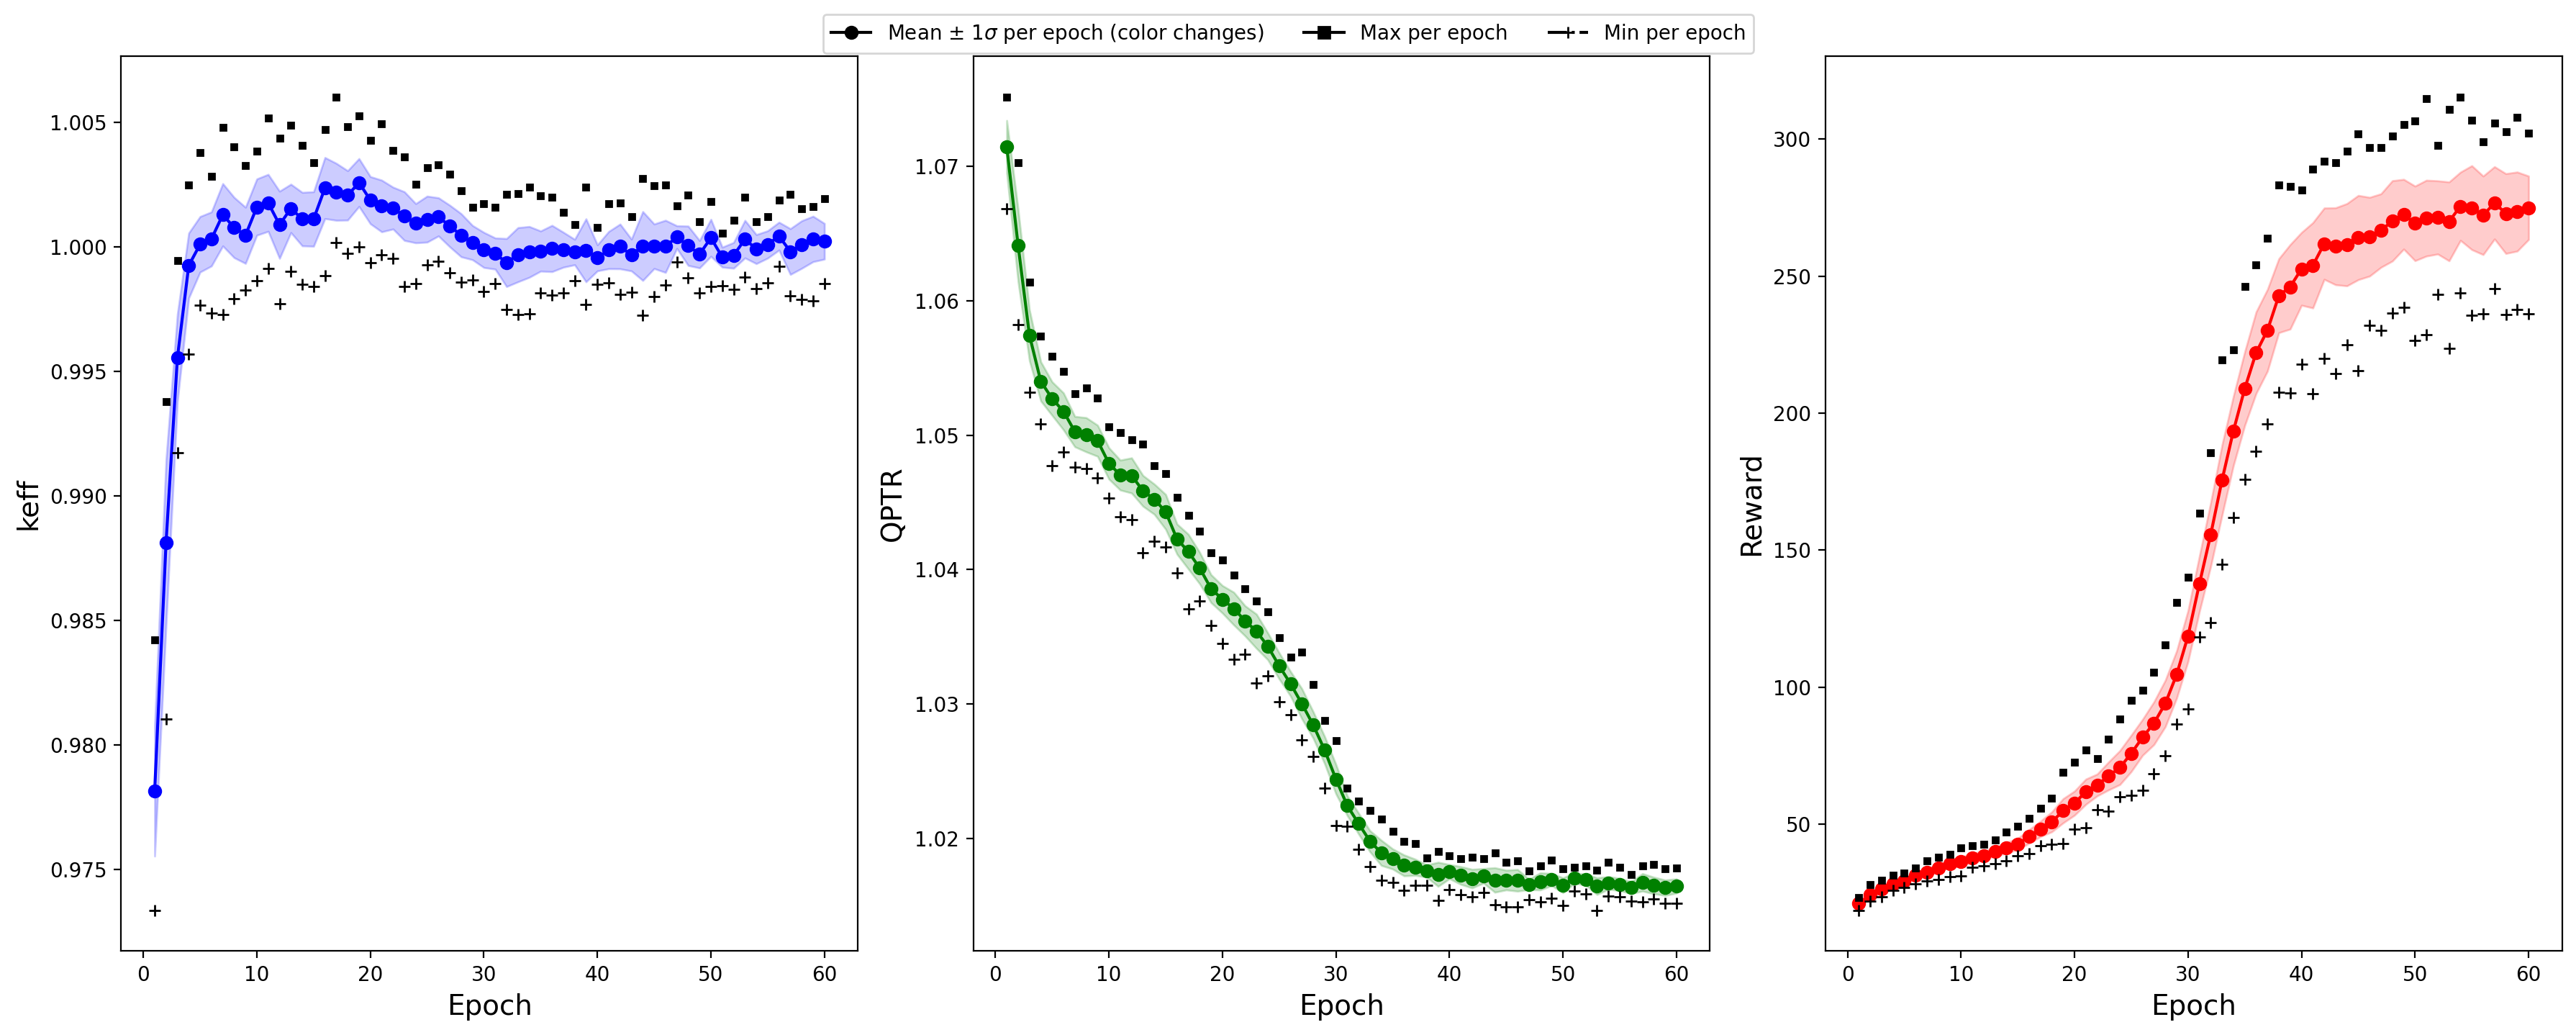 Mean ± 1σ per epoch (color changes) Max per epoch Min per epoch
keff
1.005
1.000
0.995
0.990
0.985
0.980
0.975
0 10 20 30 40 50 60
Epoch
QPTR
1.07
1.06
1.05
1.04
1.03
1.02
0 10 20 30 40 50 60
Epoch
Reward
300
250
200
150
100
50
0 10 20 30 40 50 60
Epoch